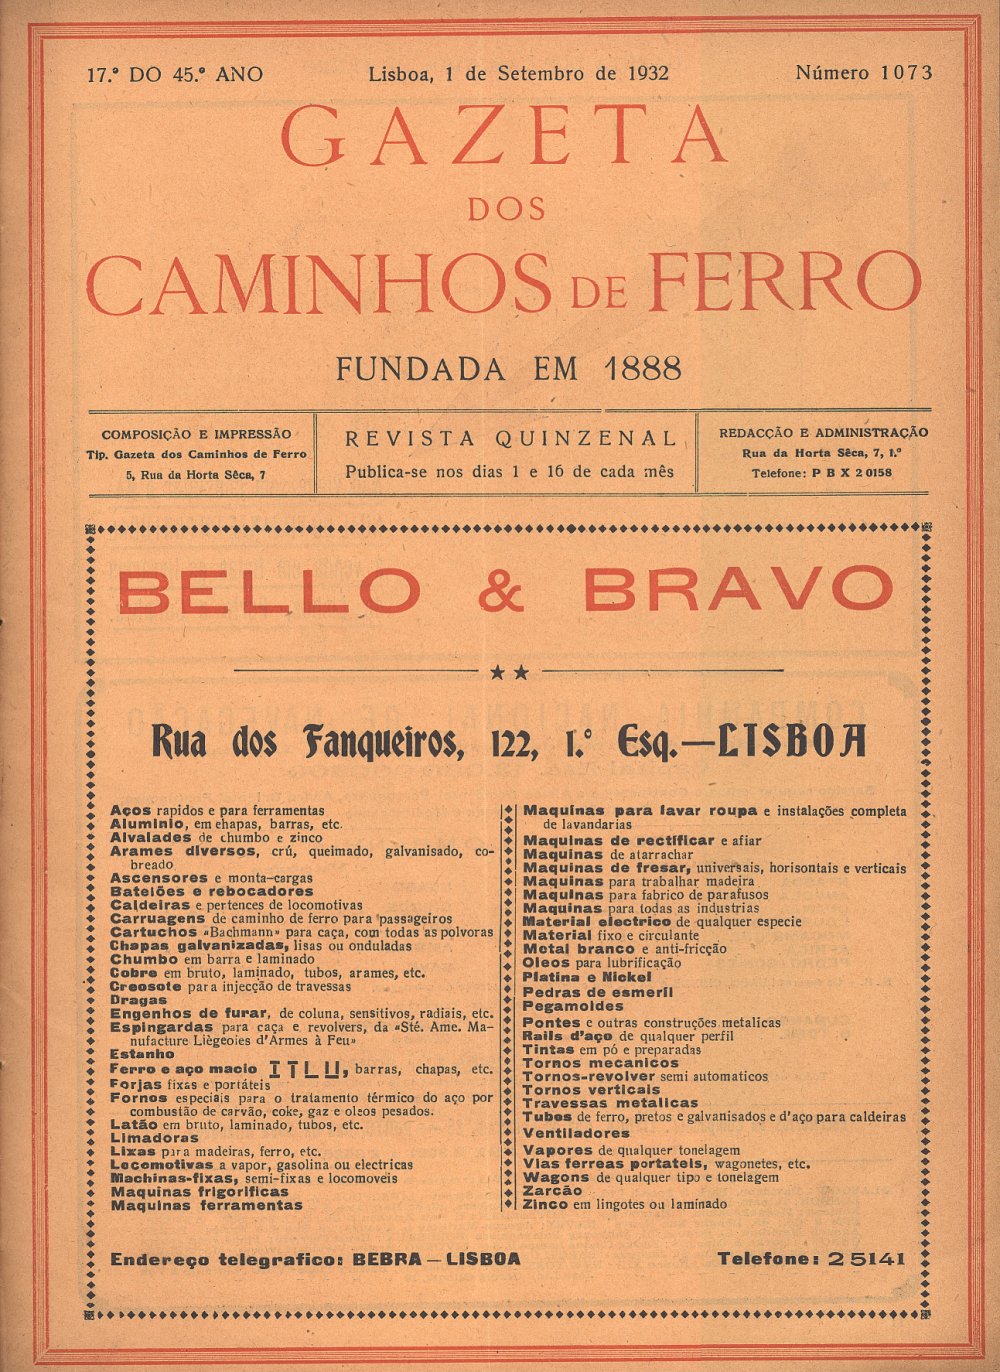 17.º DO 45.º ANO
Lisboa, 1 de Setembro de 1932
Número 1073
GAZETA
DOS
CAMINHOS DE FERRO
FUNDADA EM 1888
COMPOSIÇÃO E IMPRESSÃO
Tip. Gazeta dos Caminhos de Ferro
5, Rua da Horta Sêca, 7
REVISTA QUINZENAL
Publica-se nos dias 1 e 16 de cada mês
REDACÇÃO E ADMINISTRAÇÃO
Rua da Horta Sêca, 7, 1.º
Telefone: P B X 2 0158
BELLO & BRAVO
Rua dos Fanqueiros, 122, 1.º Esq.—LISBOA
Aços rapidos e para ferramentas
Aluminio, em chapas, barras, etc.
Alvaiades de chumbo e zinco
Arames diversos, crú, queimado, galvanisado, co-
breado
Ascensores e monta-cargas
Batelões e rebocadores
Caldeiras e pertences de locomotivas
Carruagens de caminho de ferro para passageiros
Cartuchos «Bachmann» para caça, com todas as polvoras
Chapas galvanizadas, lisas ou onduladas
Chumbo em barra e laminado
Cobre em bruto, laminado, tubos, arames, etc.
Creosote para injecção de travessas
Dragas
Engenhos de furar, de coluna, sensitivos, radiais, etc.
Espingardas para caça e revolvers, da «Sté. Ame. Ma-
nufacture Liègeoies d'Armes à Feu»
Estanho
Ferro e aço macio I T L U, barras, chapas, etc.
Forjas fixas e portáteis
Fornos especiais para o tratamento térmico do aço por
combustão de carvão, coke, gaz e oleos pesados.
Latão em bruto, laminado, tubos, etc.
Limadoras
Lixas para madeiras, ferro, etc.
Locomotivas a vapor, gasolina ou electricas
Machinas-fixas, semi-fixas e locomoveis
Maquinas frigorificas
Maquinas ferramentas
Maquinas para lavar roupa e instalações completa
de lavandarias
Maquinas de rectificar e afiar
Maquinas de atarrachar
Maquinas de fresar, universais, horisontais e verticais
Maquinas para trabalhar madeira
Maquinas para fabrico de parafusos
Maquinas para todas as industrias
Material electrico de qualquer especie
Material fixo e circulante
Metal branco e anti-fricção
Oleos para lubrificação
Platina e Nickel
Pedras de esmeril
Pegamoides
Pontes e outras construções metalicas
Rails d'aço de qualquer perfil
Tintas em pó e preparadas
Tornos mecanicos
Tornos-revolver semi automaticos
Tornos verticais
Travessas metalicas
Tubos de ferro, pretos e galvanisados e d'aço para caldeiras
Ventiladores
Vapores de qualquer tonelagem
Vias ferreas portateis, wagonetes, etc.
Wagons de qualquer tipo e tonelagem
Zarcão
Zinco em lingotes ou laminado
Endereço telegrafico: BEBRA — LISBOA
Telefone: 2 5141